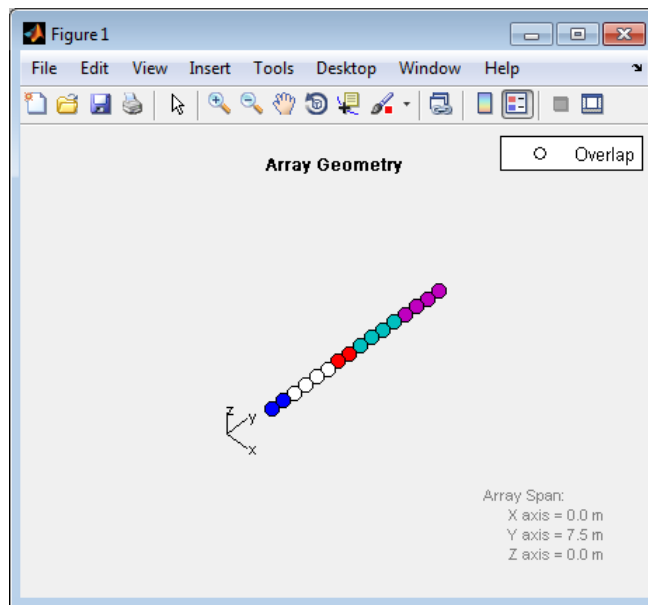 Figure 1
File Edit View Insert Tools Desktop Window Help
Overlap
Array Geometry
z
y
x
Array Span:
X axis = 0.0 m
Y axis = 7.5 m
Z axis = 0.0 m